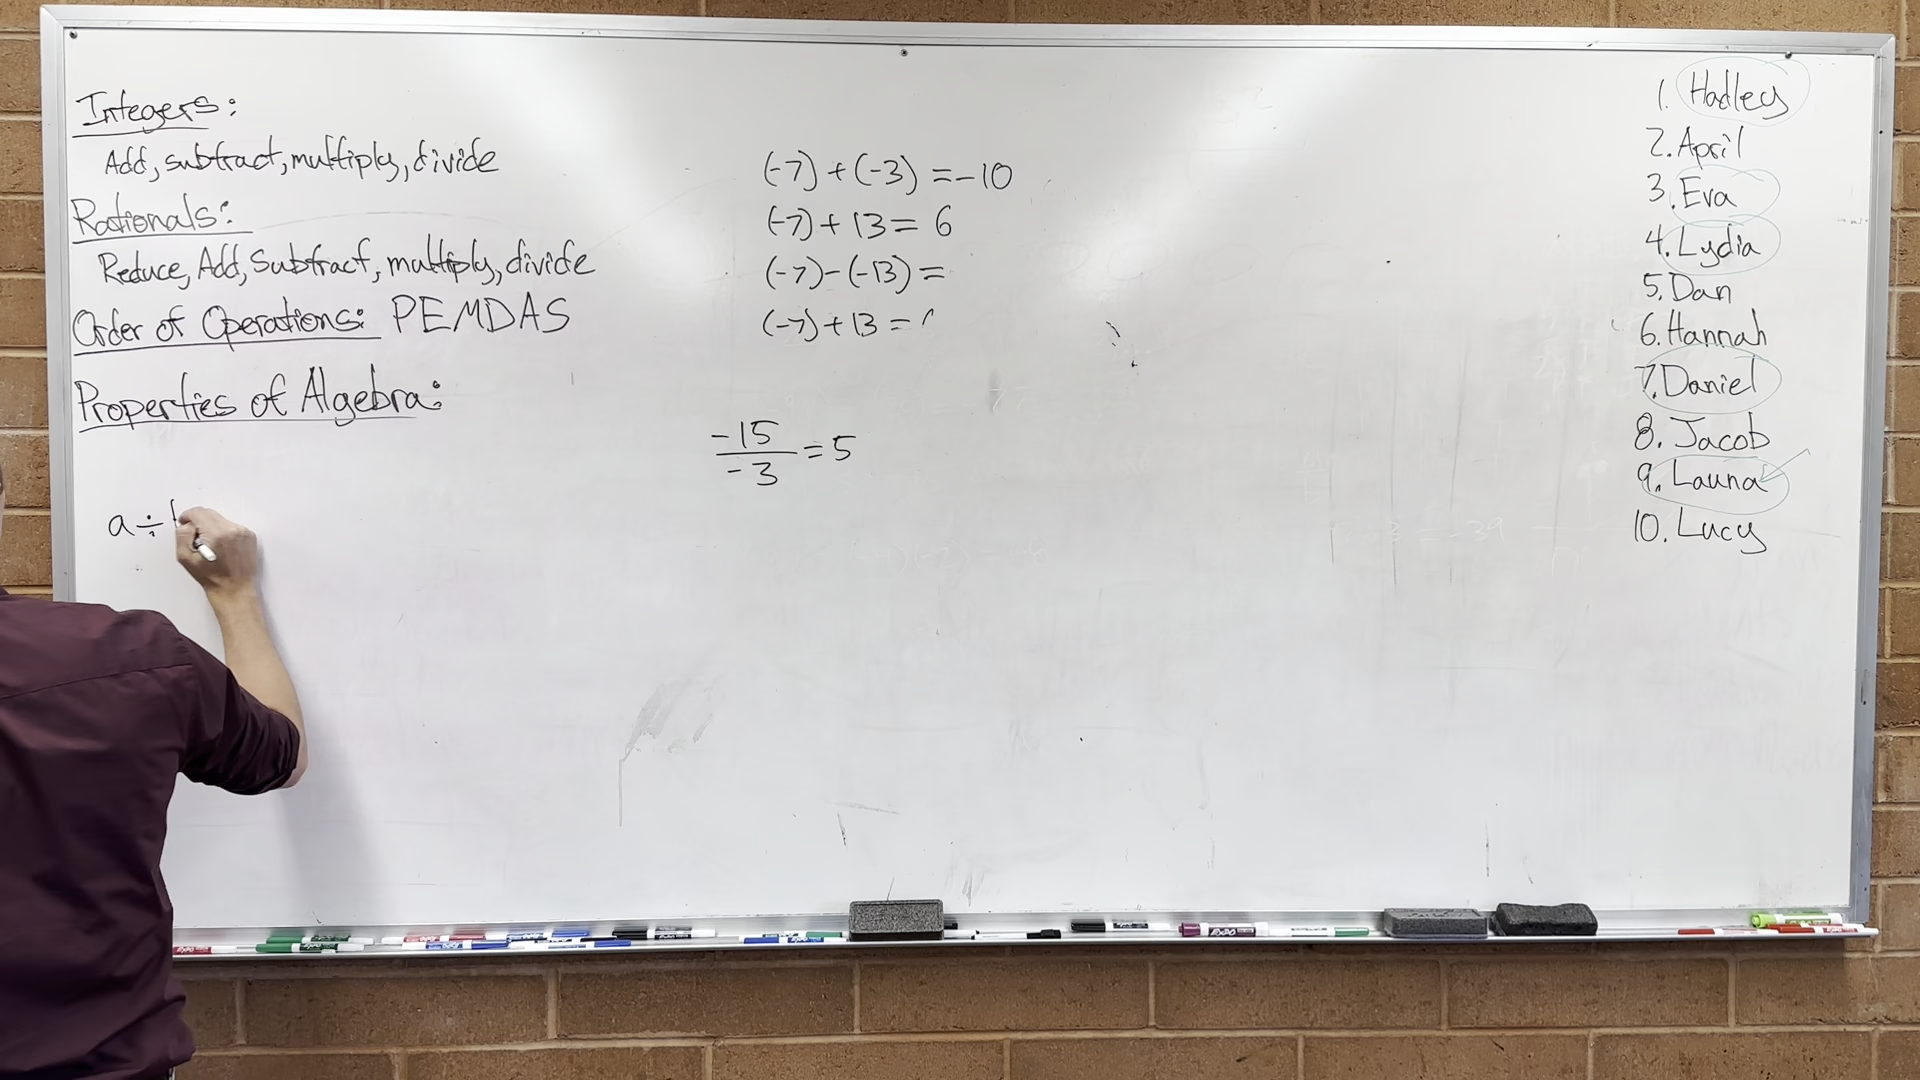 Integers:
Add, subtract, multiply, divide
Rationals:
Reduce, Add, Subtract, multiply, divide
Order of Operations: PEMDAS
Properties of Algebra:
a ÷
(-7) + (-3) = -10
(-7) + 13 = 6
(-7) - (-13) =
(-7) + 13 =
-15
-3
= 5
1. Hadley
2. April
3. Eva
4. Lydia
5. Dan
6. Hannah
7. Daniel
8. Jacob
9. Launa
10. Lucy